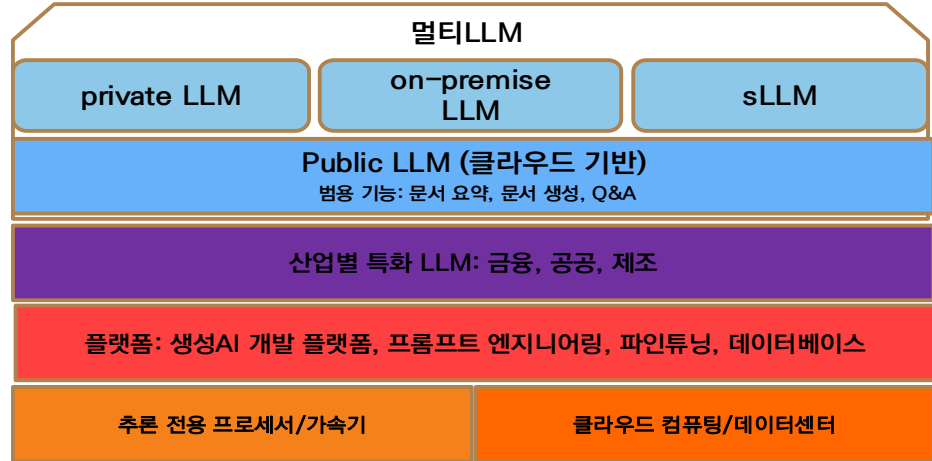 멀티LLM
private LLM
on-premise
LLM
sLLM
Public LLM (클라우드 기반)
범용 기능: 문서 요약, 문서 생성, Q&A
산업별 특화 LLM: 금융, 공공, 제조
플랫폼: 생성AI 개발 플랫폼, 프롬프트 엔지니어링, 파인튜닝, 데이터베이스
추론 전용 프로세서/가속기
클라우드 컴퓨팅/데이터센터